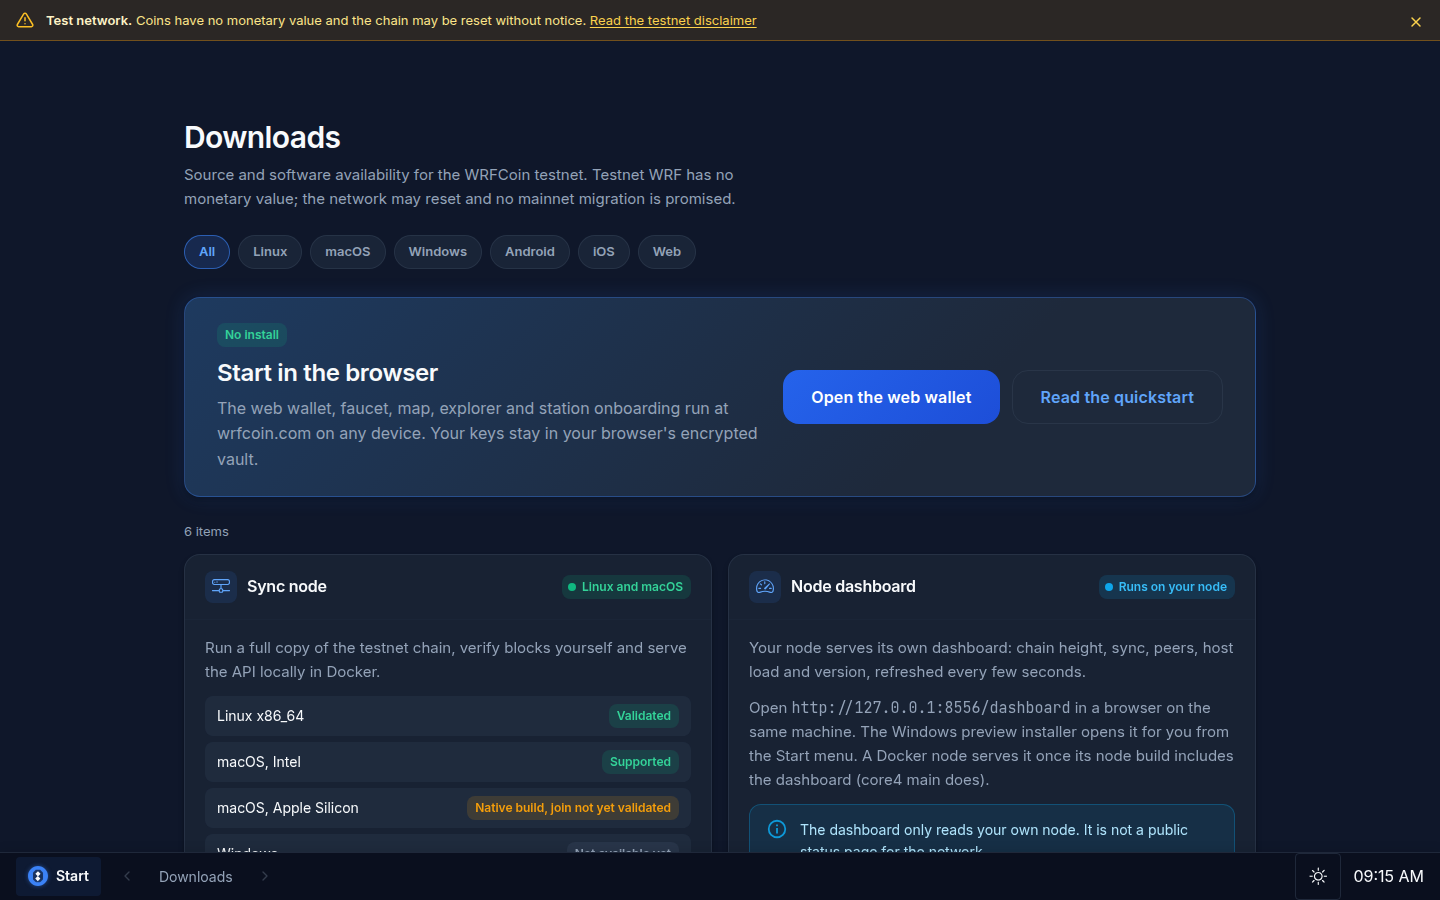 Test network. Coins have no monetary value and the chain may be reset without notice. Read the testnet disclaimer
Downloads
Source and software availability for the WRFCoin testnet. Testnet WRF has no
monetary value; the network may reset and no mainnet migration is promised.
All
Linux
macOS
Windows
Android
iOS
Web
No install
Start in the browser
The web wallet, faucet, map, explorer and station onboarding run at
wrfcoin.com on any device. Your keys stay in your browser's encrypted
vault.
Open the web wallet
Read the quickstart
6 items
Sync node
Linux and macOS
Run a full copy of the testnet chain, verify blocks yourself and serve
the API locally in Docker.
Linux x86_64
Validated
macOS, Intel
Supported
macOS, Apple Silicon
Native build, join not yet validated
Windows
Not available yet
Node dashboard
Runs on your node
Your node serves its own dashboard: chain height, sync, peers, host
load and version, refreshed every few seconds.
Open http://127.0.0.1:8556/dashboard in a browser on the
same machine. The Windows preview installer opens it for you from
the Start menu. A Docker node serves it once its node build includes
the dashboard (core4 main does).
The dashboard only reads your own node. It is not a public
status page for the network.
Start
Downloads
09:15 AM